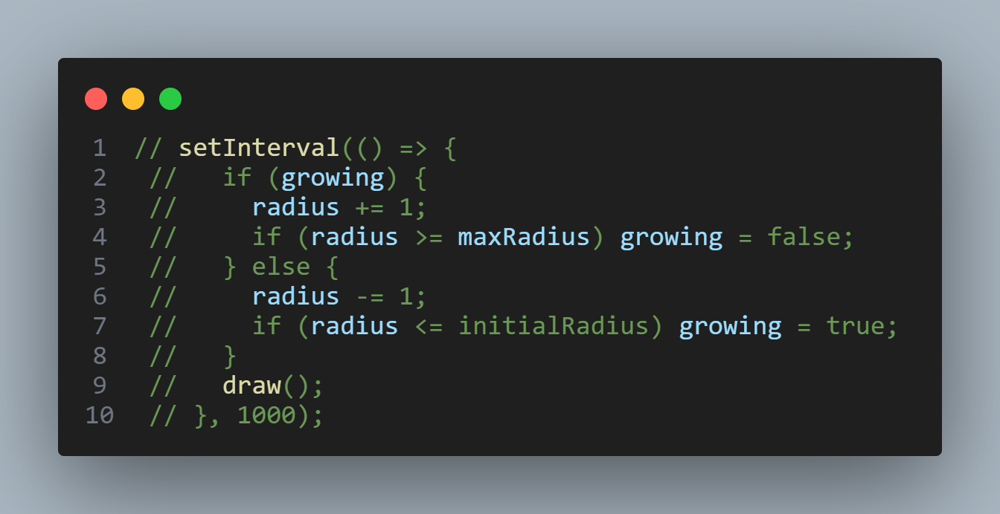 1 // setInterval(() => {
2 //   if (growing) {
3 //     radius += 1;
4 //     if (radius >= maxRadius) growing = false;
5 //   } else {
6 //     radius -= 1;
7 //     if (radius <= initialRadius) growing = true;
8 //   }
9 //   draw();
10 // }, 1000);